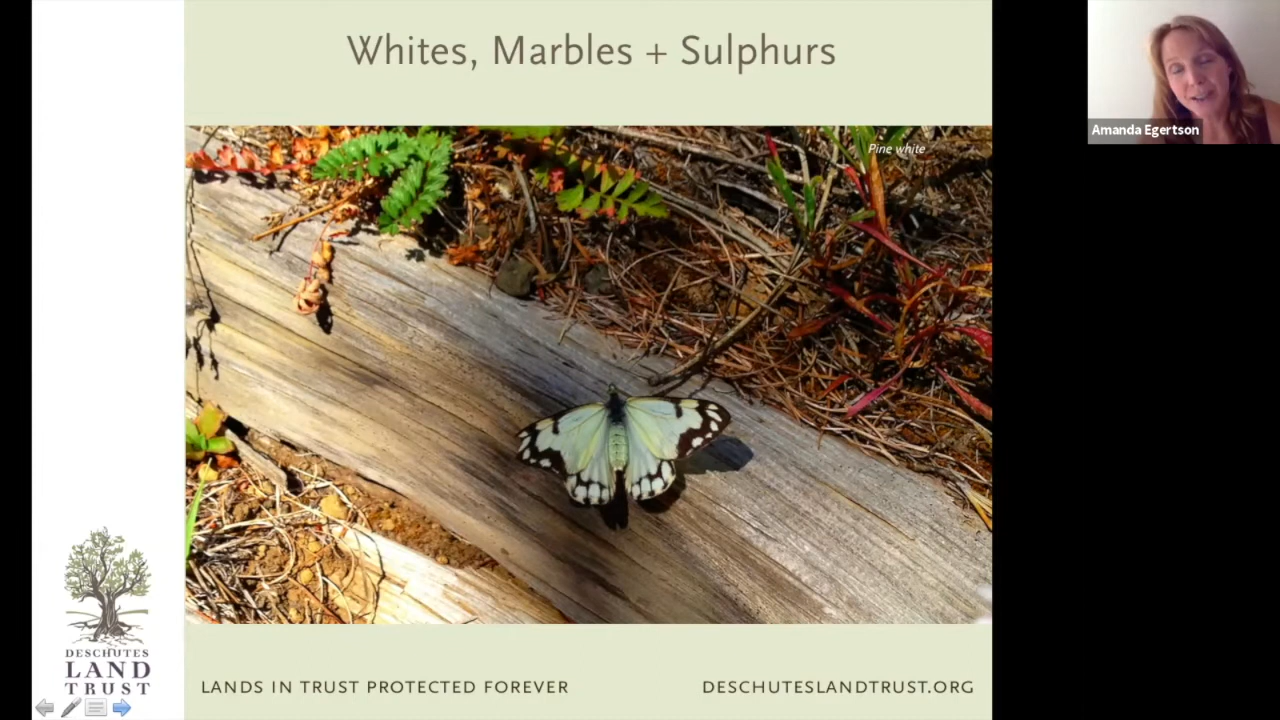 Whites, Marbles + Sulphurs
Amanda Egertson
Pine white
DESCHUTES
LAND
TRUST
LANDS IN TRUST PROTECTED FOREVER
DESCHUTESLANDTRUST.ORG